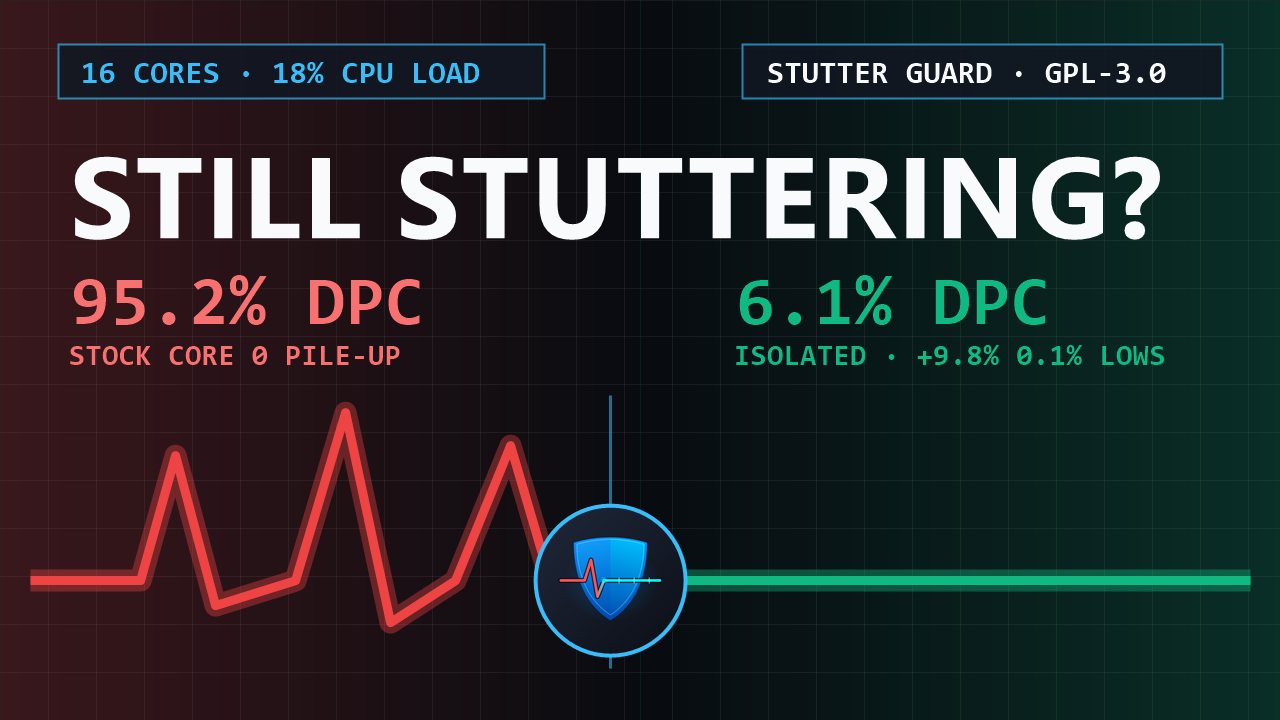 16 CORES · 18% CPU LOAD
STUTTER GUARD · GPL-3.0
STILL STUTTERING?
95.2% DPC
STOCK CORE 0 PILE-UP
6.1% DPC
ISOLATED · +9.8% 0.1% LOWS